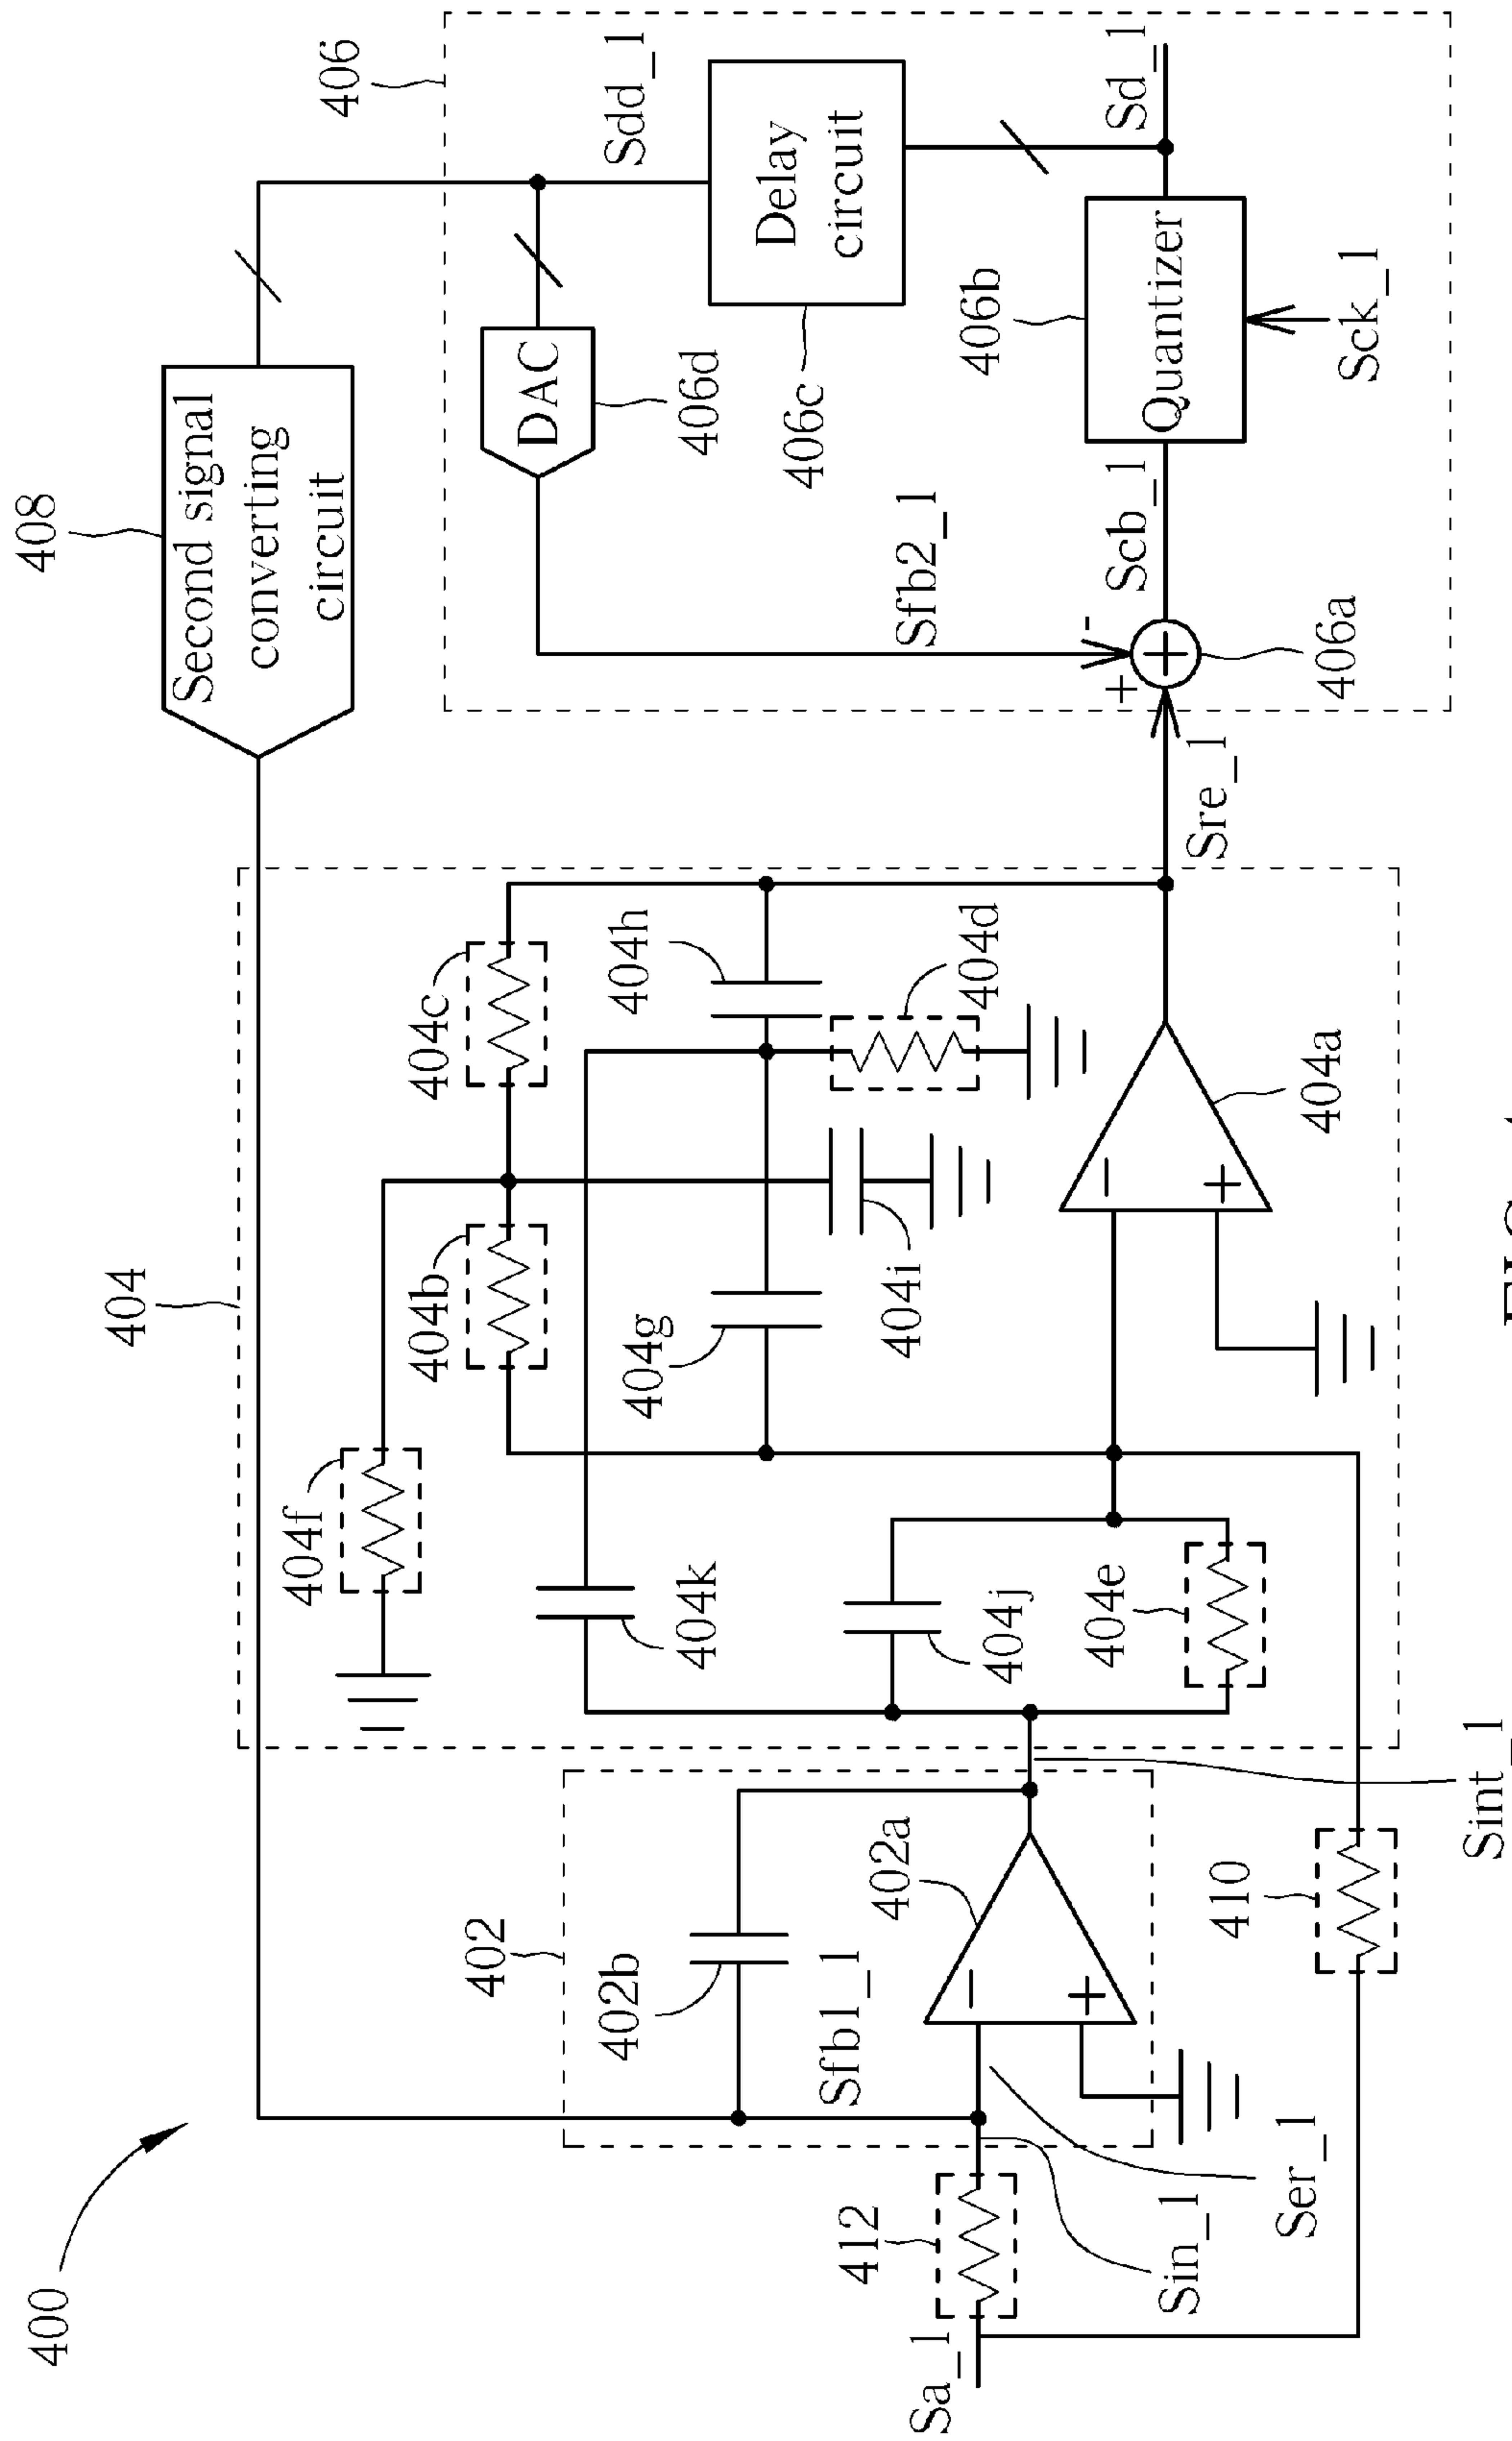 400
408
Second signal
converting
circuit
404
406
Sdd_1
DAC
406d
Delay
circuit
406c
Sfb2_1
406b
Quantizer
Sck_1
Sd_1
Scb_1
+
-
+
406a
Sre_1
404f
404b
404c
404k
404g
404h
404i
404d
404j
404e
404a
−
+
402
402b
Sfb1_1
402a
−
+
412
Sa_1
Sin_1
Ser_1
410
Sint_1